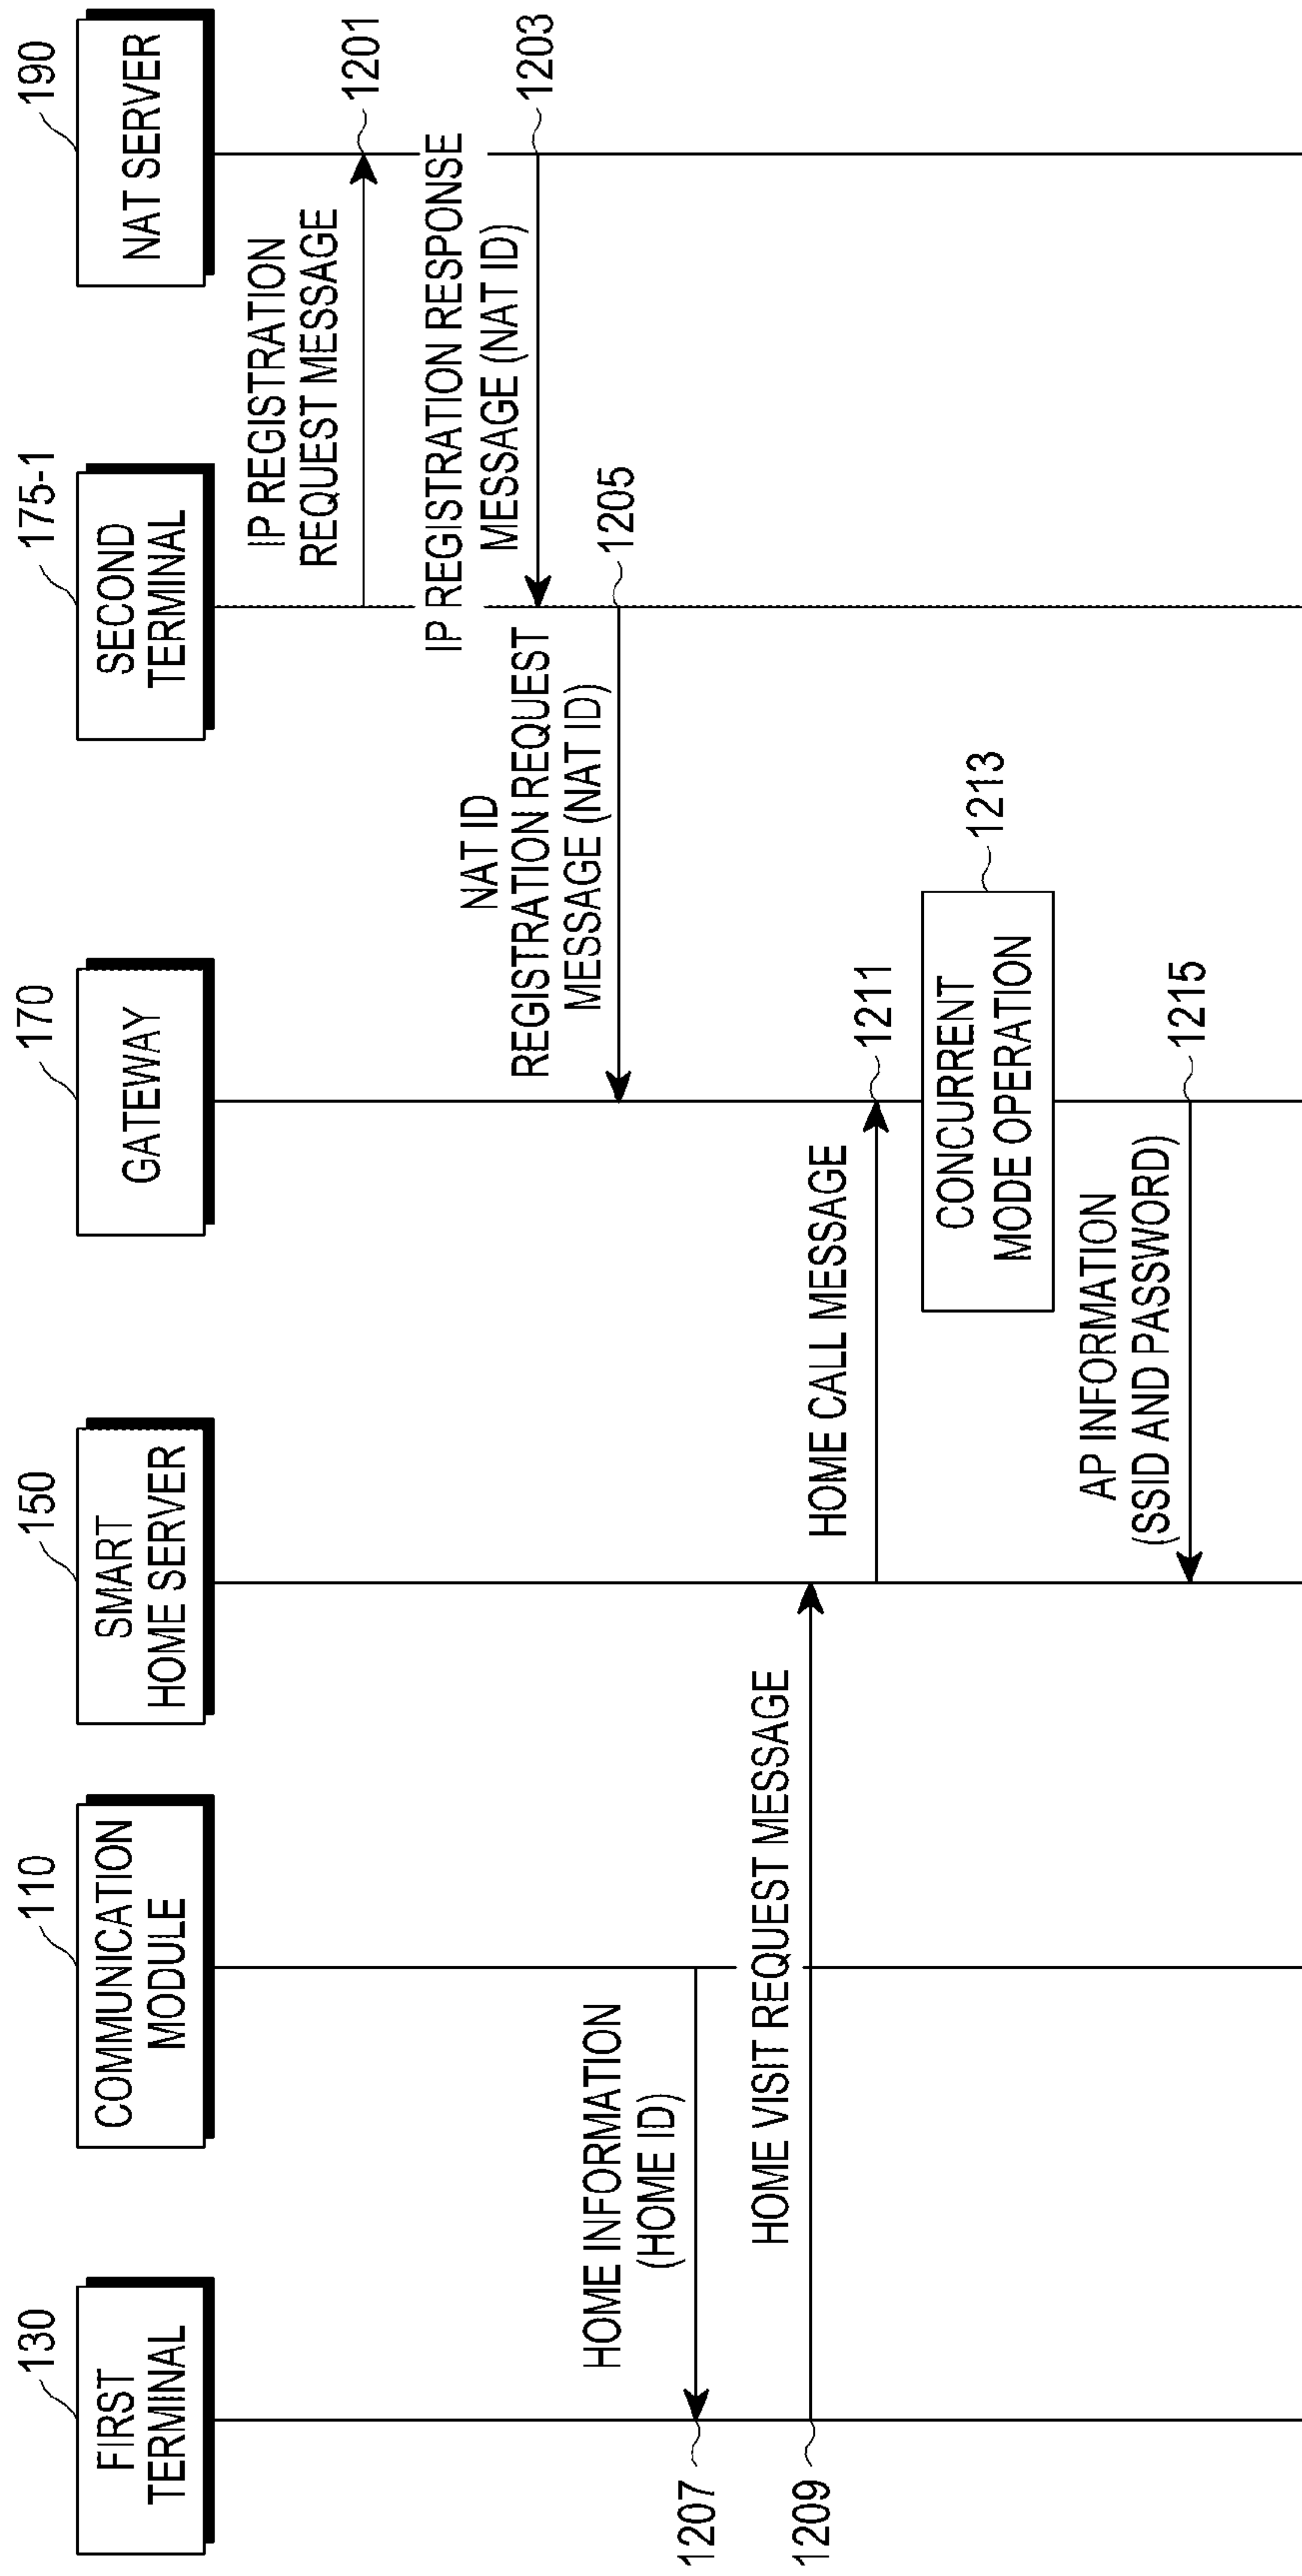 130
FIRST
TERMINAL
110
COMMUNICATION
MODULE
150
SMART
HOME SERVER
170
GATEWAY
175-1
SECOND
TERMINAL
190
NAT SERVER
IP REGISTRATION
REQUEST MESSAGE
1201
IP REGISTRATION RESPONSE
MESSAGE (NAT ID)
1203
NAT ID
REGISTRATION REQUEST
MESSAGE (NAT ID)
1205
HOME INFORMATION
(HOME ID)
1207
HOME VISIT REQUEST MESSAGE
1209
HOME CALL MESSAGE
1211
CONCURRENT
MODE OPERATION
1213
AP INFORMATION
(SSID AND PASSWORD)
1215